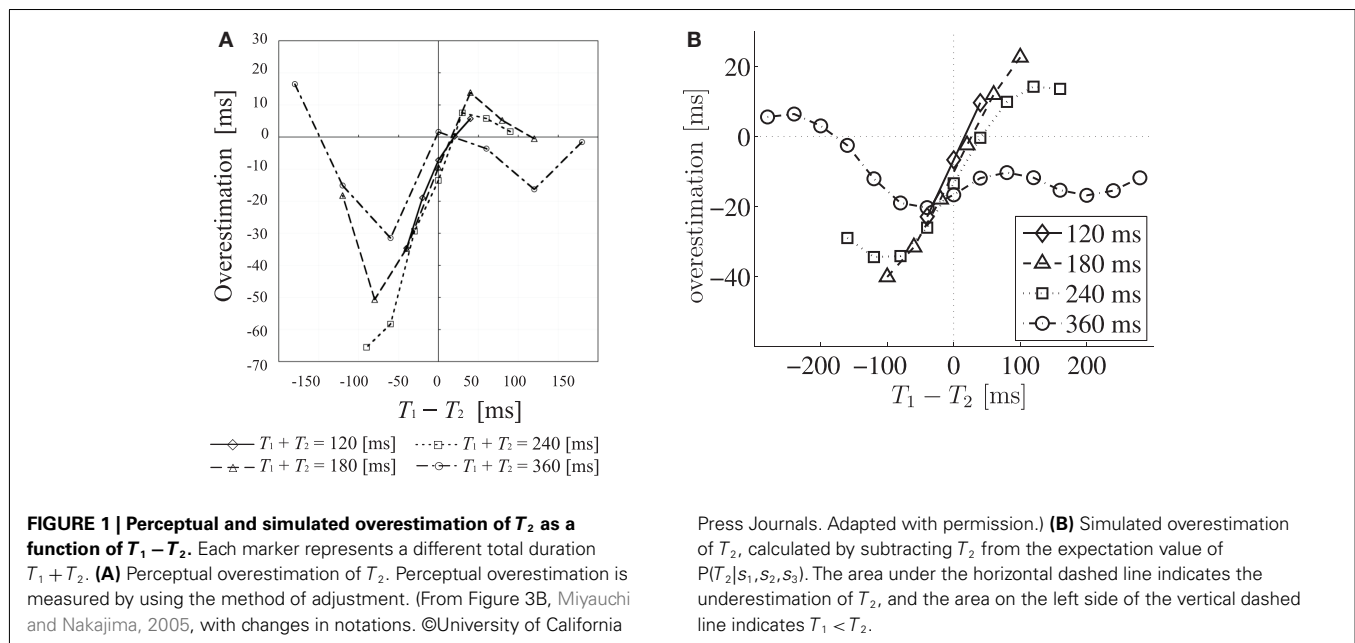 A
30
20
10
0
-10
-20
-30
-40
-50
-60
-70
Overestimation [ms]
-150 -100 -50 0 50 100 150
T₁ − T₂ [ms]
T₁ + T₂ = 120 [ms] T₁ + T₂ = 240 [ms]
T₁ + T₂ = 180 [ms] T₁ + T₂ = 360 [ms]
B
20
0
−20
−40
overestimation [ms]
120 ms
180 ms
240 ms
360 ms
−200 −100 0 100 200
T₁ − T₂ [ms]
FIGURE 1 | Perceptual and simulated overestimation of T₂ as a
function of T₁ − T₂. Each marker represents a different total duration
T₁ + T₂. (A) Perceptual overestimation of T₂. Perceptual overestimation is
measured by using the method of adjustment. (From Figure 3B, Miyauchi
and Nakajima, 2005, with changes in notations. ©University of California
Press Journals. Adapted with permission.) (B) Simulated overestimation
of T₂, calculated by subtracting T₂ from the expectation value of
P(T₂|s₁,s₂,s₃). The area under the horizontal dashed line indicates the
underestimation of T₂, and the area on the left side of the vertical dashed
line indicates T₁ < T₂.